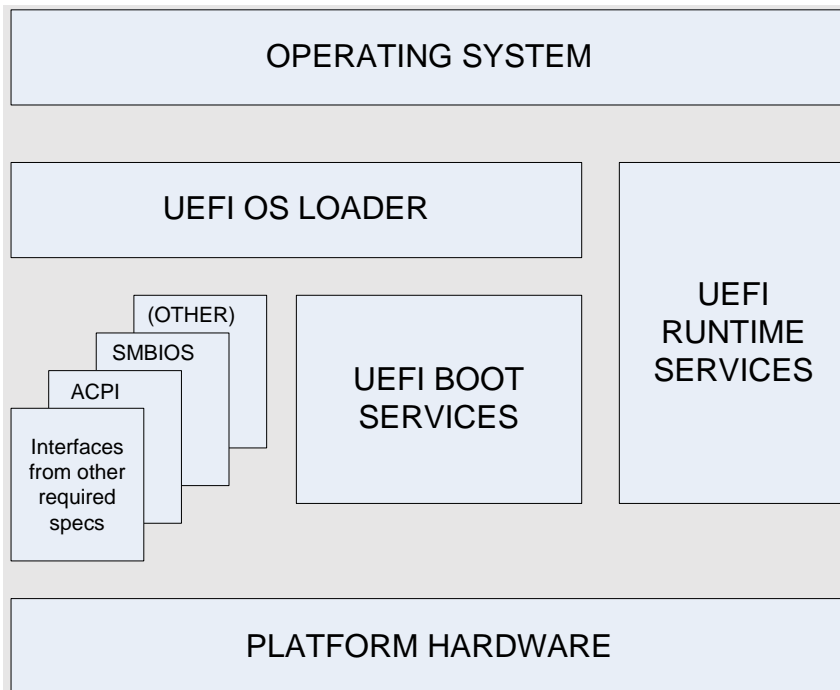 OPERATING SYSTEM
UEFI OS LOADER
UEFI
RUNTIME
SERVICES
(OTHER)
SMBIOS
ACPI
Interfaces
from other
required
specs
UEFI BOOT
SERVICES
PLATFORM HARDWARE